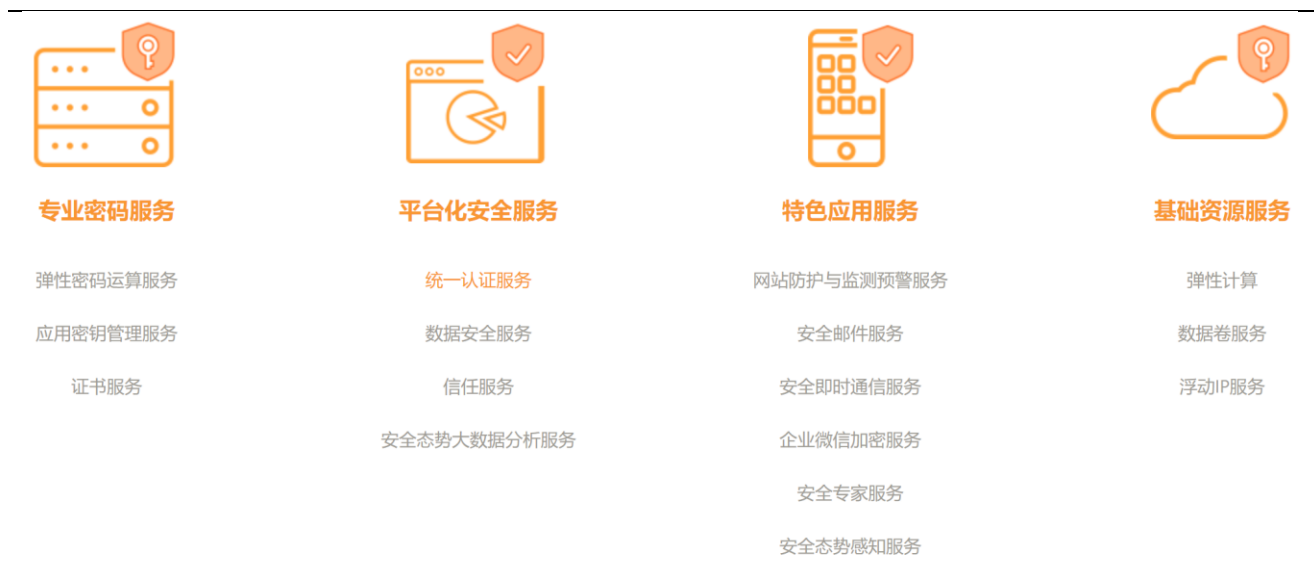 专业密码服务
弹性密码运算服务
应用密钥管理服务
证书服务
平台化安全服务
统一认证服务
数据安全服务
信任服务
安全态势大数据分析服务
特色应用服务
网站防护与监测预警服务
安全邮件服务
安全即时通信服务
企业微信加密服务
安全专家服务
安全态势感知服务
基础资源服务
弹性计算
数据卷服务
浮动IP服务